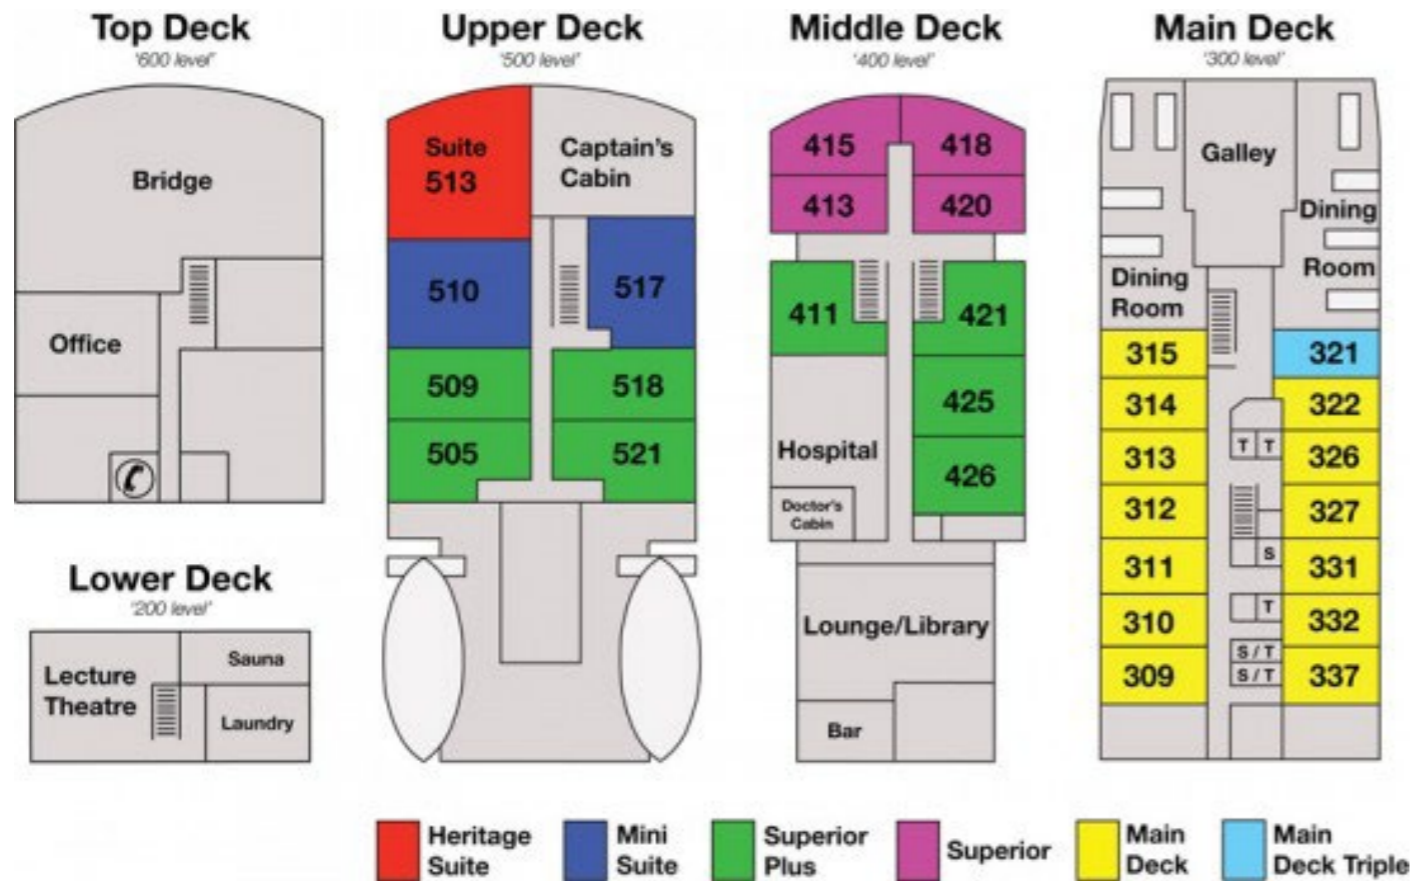 Top Deck
'600 level'
Bridge
Office
Lower Deck
'200 level'
Lecture
Theatre
Sauna
Laundry
Upper Deck
'500 level'
Suite
513
Captain's
Cabin
510
517
509
518
505
521
Middle Deck
'400 level'
415
418
413
420
411
421
425
Hospital
426
Doctor's
Cabin
Lounge/Library
Bar
Main Deck
'300 level'
Galley
Dining
Room
Dining
Room
315
321
314
322
T T
313
326
312
327
S
311
331
T
310
332
S / T
S / T
309
337
Heritage
Suite
Mini
Suite
Superior
Plus
Superior
Main
Deck
Main
Deck Triple